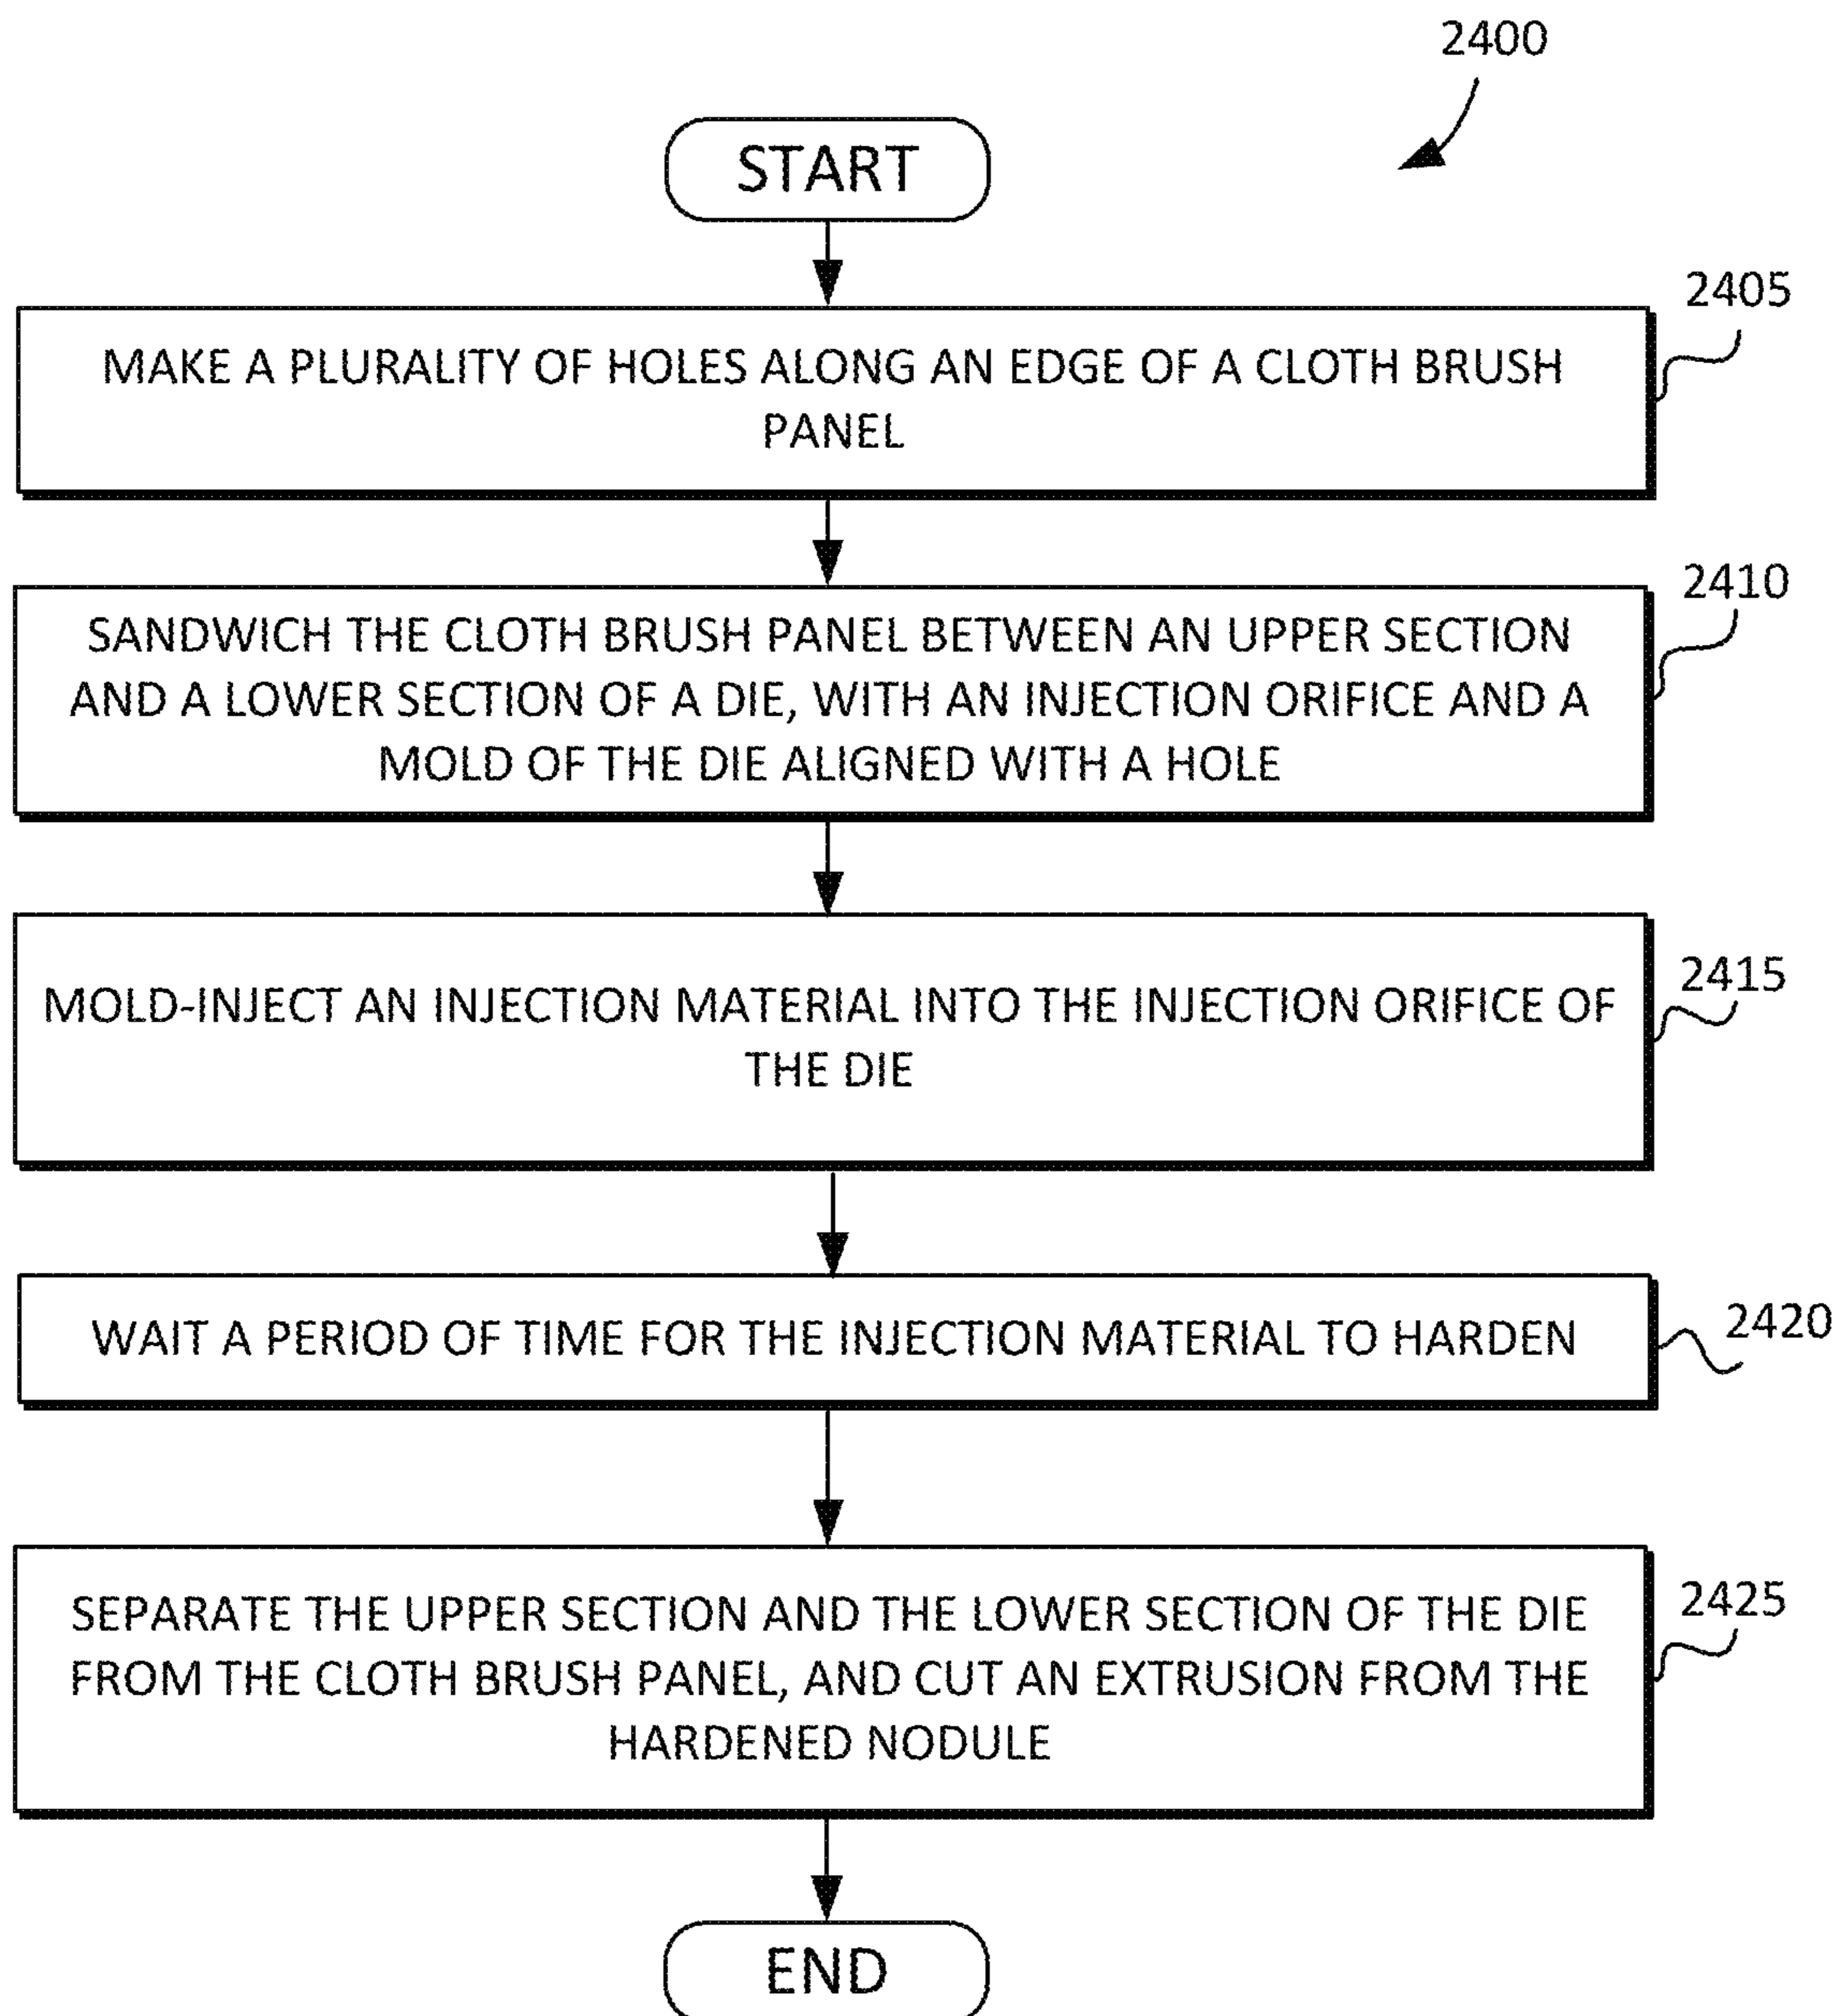 2400
START
2405
MAKE A PLURALITY OF HOLES ALONG AN EDGE OF A CLOTH BRUSH
PANEL
2410
SANDWICH THE CLOTH BRUSH PANEL BETWEEN AN UPPER SECTION
AND A LOWER SECTION OF A DIE, WITH AN INJECTION ORIFICE AND A
MOLD OF THE DIE ALIGNED WITH A HOLE
2415
MOLD-INJECT AN INJECTION MATERIAL INTO THE INJECTION ORIFICE OF
THE DIE
2420
WAIT A PERIOD OF TIME FOR THE INJECTION MATERIAL TO HARDEN
2425
SEPARATE THE UPPER SECTION AND THE LOWER SECTION OF THE DIE
FROM THE CLOTH BRUSH PANEL, AND CUT AN EXTRUSION FROM THE
HARDENED NODULE
END